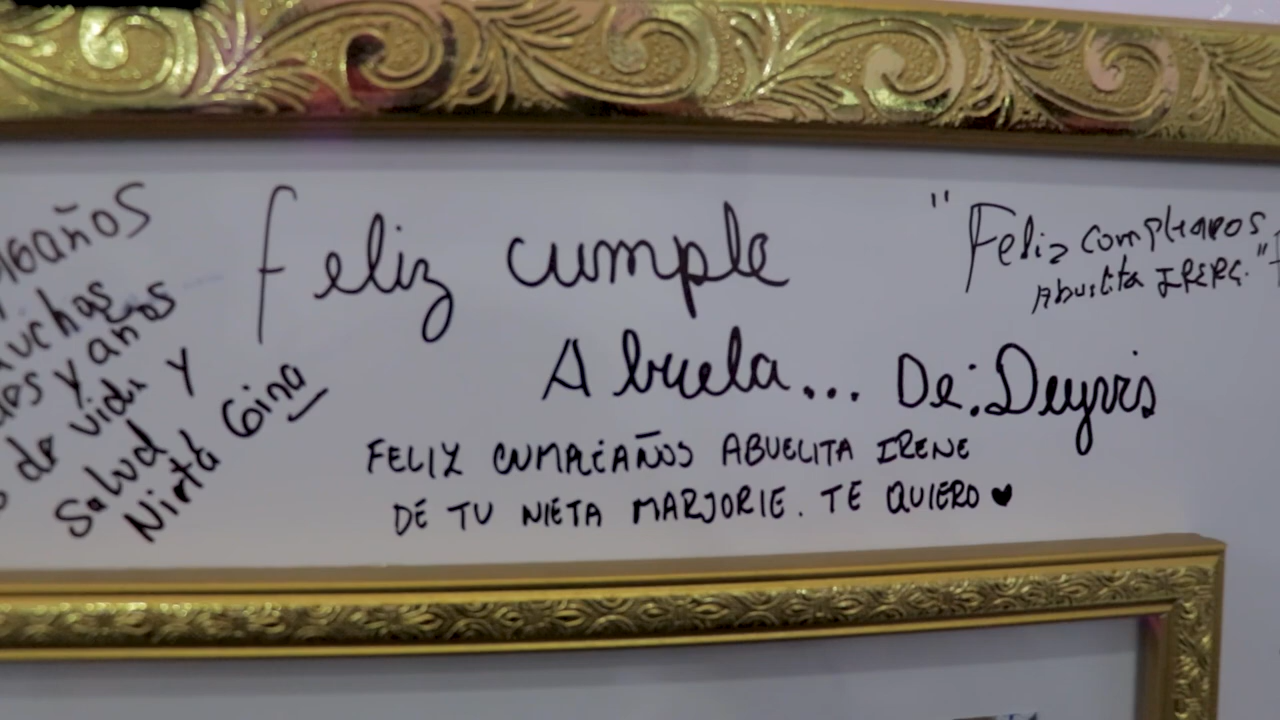 y años
de vida y
Salud
Nieta Gina
Feliz cumple
Abuela... De: Deyvis
FELIZ CUMPLEAÑOS ABUELITA IRENE
DE TU NIETA MARJORIE. TE QUIERO ♥
"Feliz cumpleaños
Abuelita IRENE."